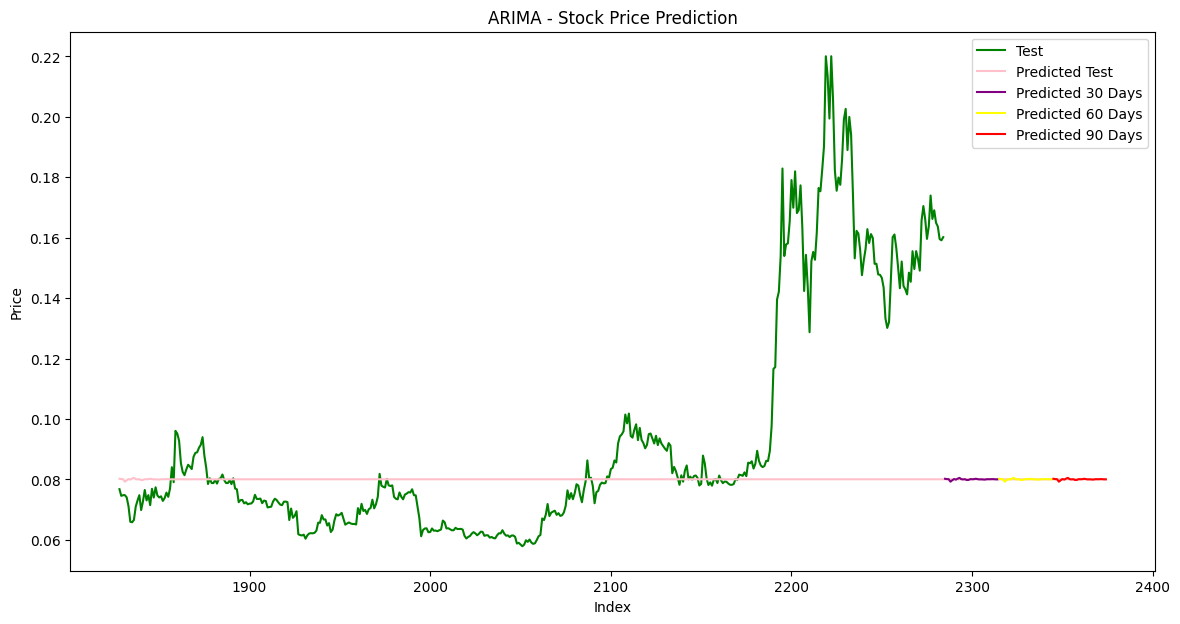 ARIMA - Stock Price Prediction
Test
Predicted Test
Predicted 30 Days
Predicted 60 Days
Predicted 90 Days
Price
0.22
0.20
0.18
0.16
0.14
0.12
0.10
0.08
0.06
1900
2000
2100
2200
2300
2400
Index